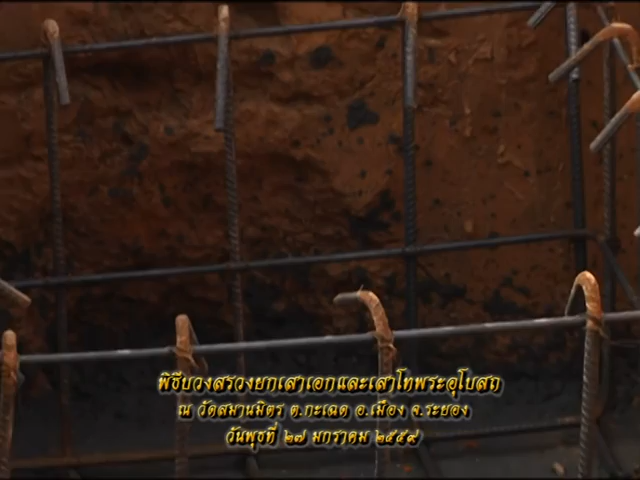 พิธีบวงสรวงยกเสาเอกและเสาโทพระอุโบสถ
ณ วัดสมานมิตร ต.กะเฉด อ.เมือง จ.ระยอง
วันพุธที่ ๒๗ มกราคม ๒๕๕๙